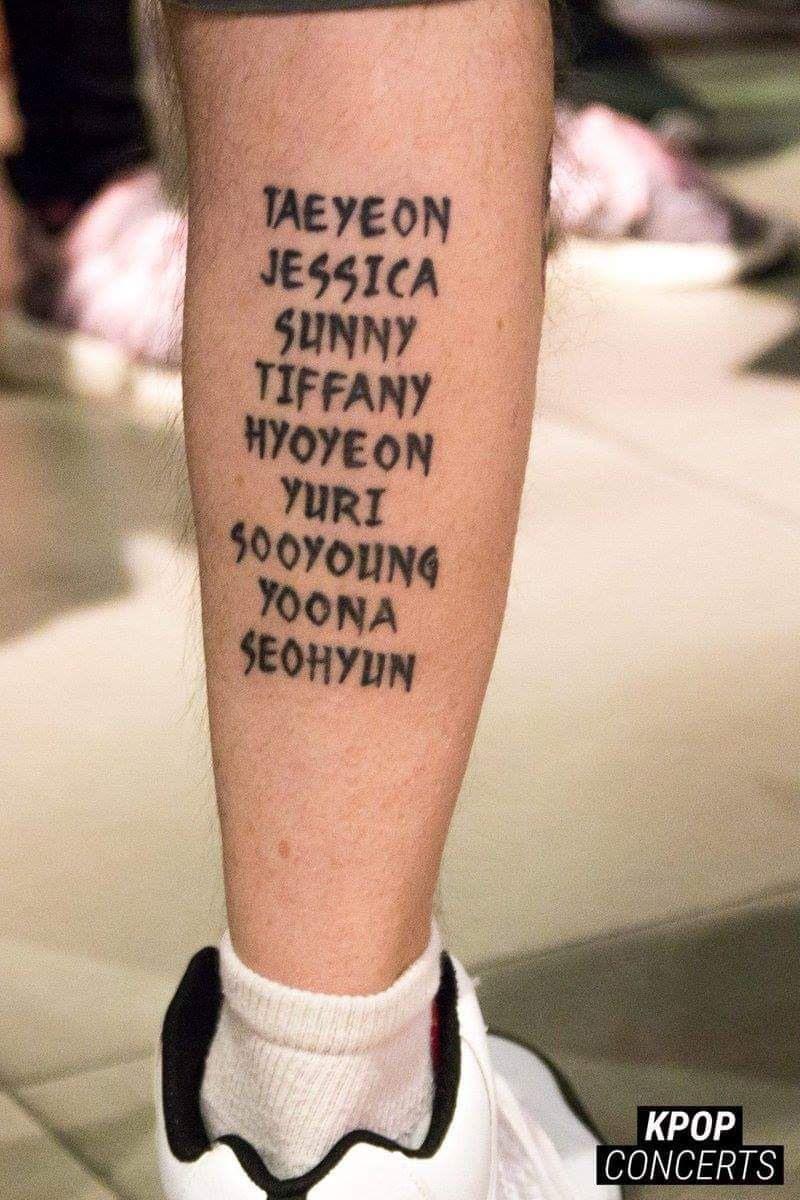 TAEYEON
JESSICA
SUNNY
TIFFANY
HYOYEON
YURI
SOOYOUNG
YOONA
SEOHYUN
KPOP
CONCERTS